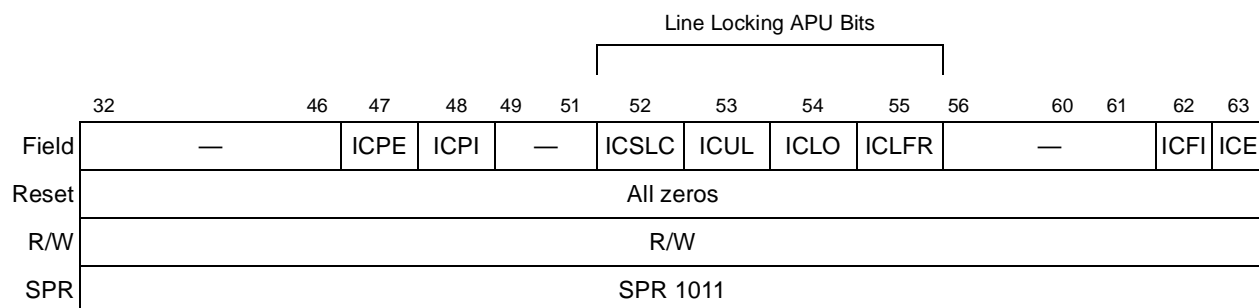 Line Locking APU Bits
32 46 47 48 49 51 52 53 54 55 56 60 61 62 63
Field — ICPE ICPI — ICSLC ICUL ICLO ICLFR — ICFI ICE
Reset All zeros
R/W R/W
SPR SPR 1011